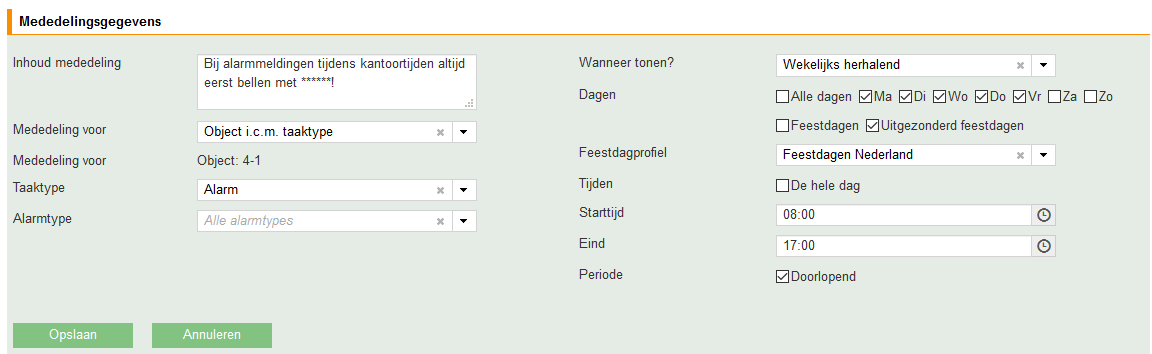 Mededelingsgegevens
Inhoud mededeling
Bij alarmmeldingen tijdens kantoortijden altijd
eerst bellen met ******!
Mededeling voor
Object i.c.m. taaktype
Mededeling voor
Object: 4-1
Taaktype
Alarm
Alarmtype
Alle alarmtypes
Wanneer tonen?
Wekelijks herhalend
Dagen
Alle dagen Ma Di Wo Do Vr Za Zo
Feestdagen Uitgezonderd feestdagen
Feestdagprofiel
Feestdagen Nederland
Tijden
De hele dag
Starttijd
08:00
Eind
17:00
Periode
Doorlopend
Opslaan
Annuleren